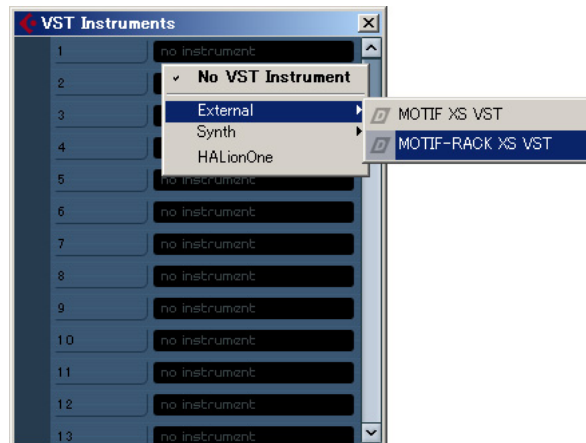 VST Instruments
1 no instrument
No VST Instrument
2
External
MOTIF XS VST
3
Synth
MOTIF-RACK XS VST
4
HALionOne
5 no instrument
6 no instrument
7 no instrument
8 no instrument
9 no instrument
10 no instrument
11 no instrument
12 no instrument
13 no instrument